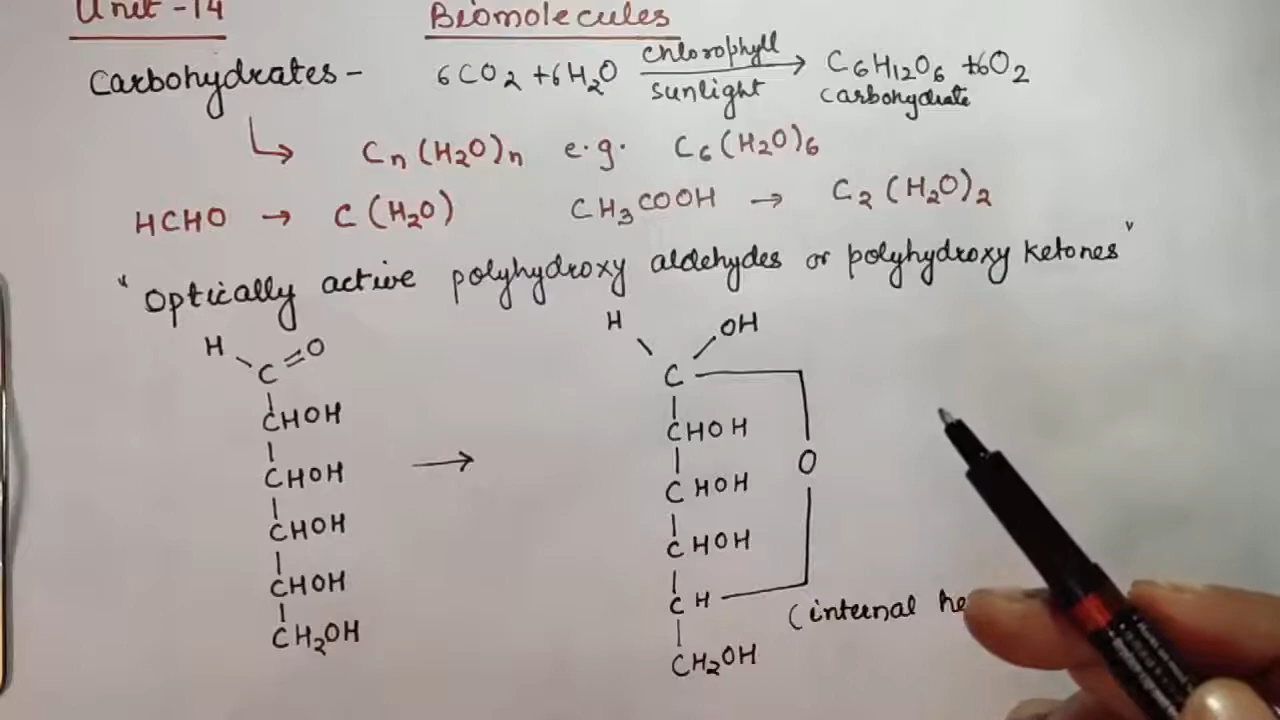 Unit - 14
Biomolecules
Carbohydrates - 6CO2 + 6H2O chlorophyll sunlight → C6H12O6 + 6O2
carbohydrate
↳ Cn(H2O)n e.g. C6(H2O)6
HCHO → C(H2O) CH3COOH → C2(H2O)2
"Optically active polyhydroxy aldehydes or polyhydroxy ketones"
H
C=O
CHOH
CHOH
CHOH
CHOH
CH2OH
→
H OH
C
CHOH
CHOH O
CHOH
CH
CH2OH
(internal